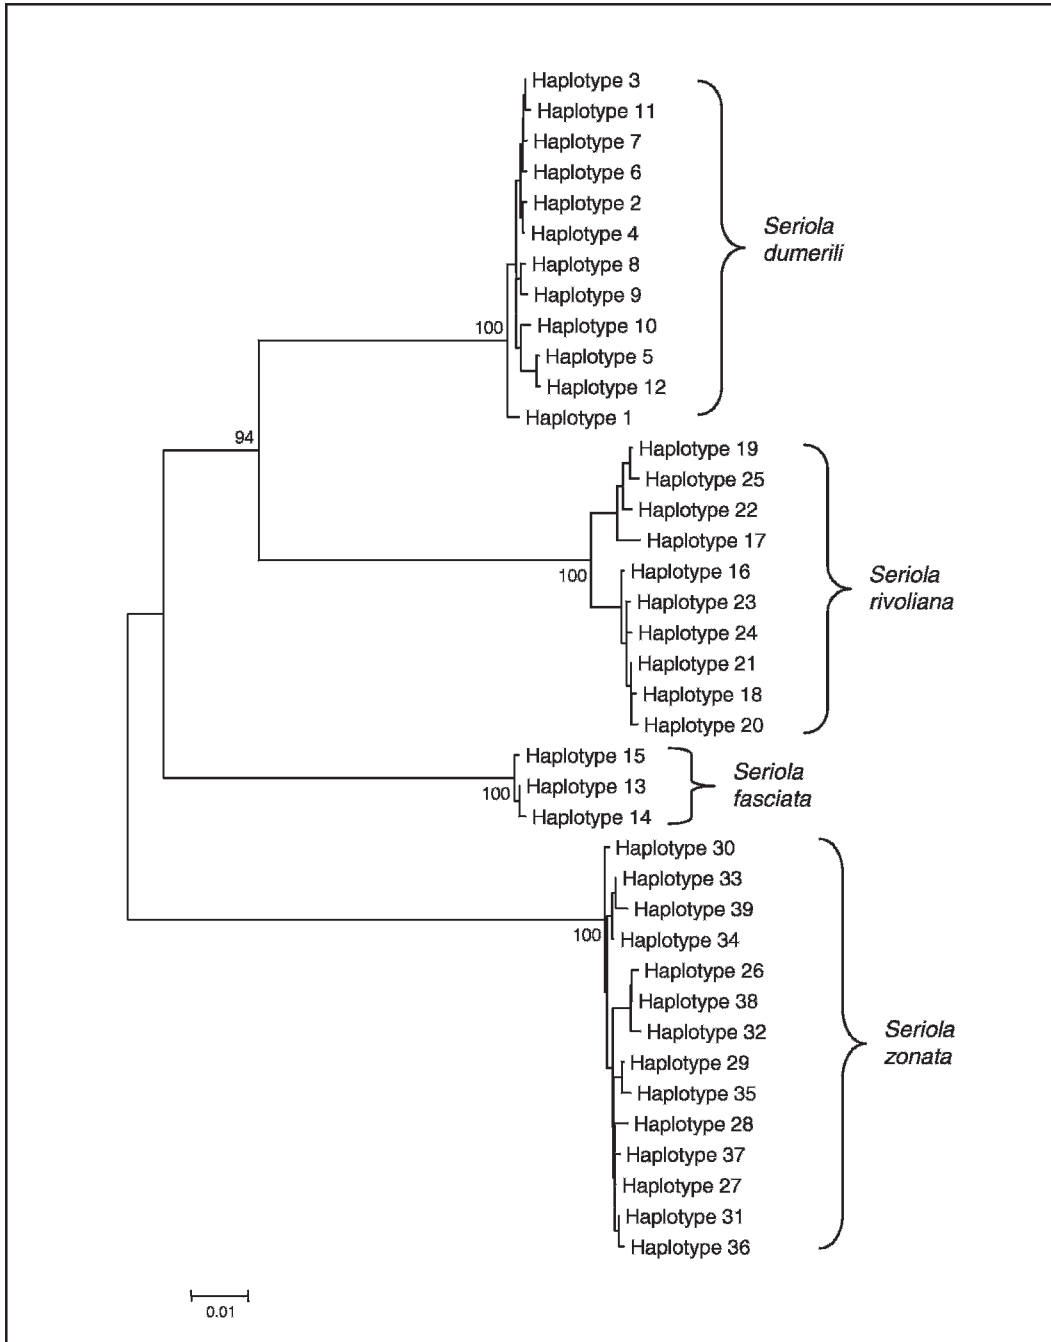 Haplotype 3
Haplotype 11
Haplotype 7
Haplotype 6
Haplotype 2
Haplotype 4
Haplotype 8
Haplotype 9
Haplotype 10
Haplotype 5
Haplotype 12
Haplotype 1
Seriola
dumerili
100
94
Haplotype 19
Haplotype 25
Haplotype 22
Haplotype 17
Haplotype 16
Haplotype 23
Haplotype 24
Haplotype 21
Haplotype 18
Haplotype 20
Seriola
rivoliana
100
Haplotype 15
Haplotype 13
Haplotype 14
Seriola
fasciata
100
Haplotype 30
Haplotype 33
Haplotype 39
Haplotype 34
Haplotype 26
Haplotype 38
Haplotype 32
Haplotype 29
Haplotype 35
Haplotype 28
Haplotype 37
Haplotype 27
Haplotype 31
Haplotype 36
Seriola
zonata
100
0.01